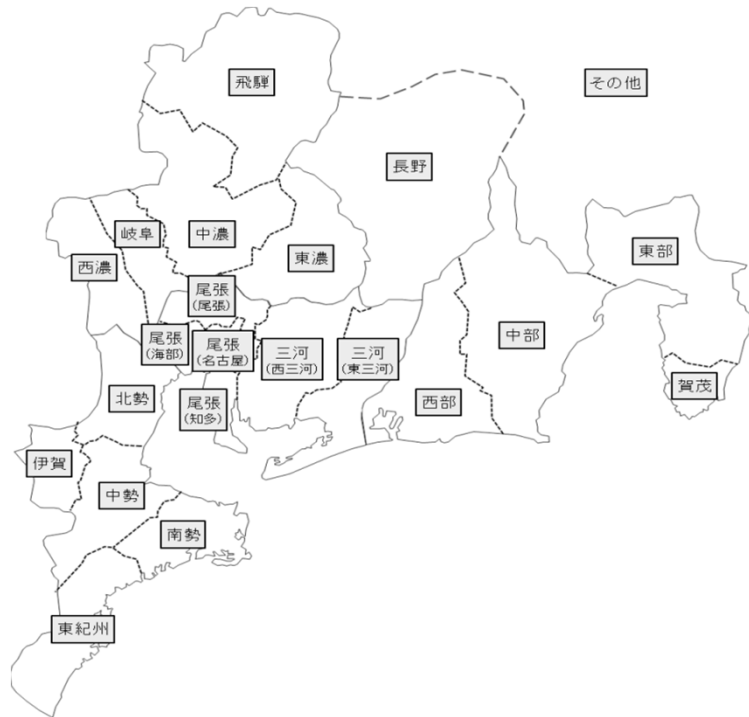 飛騨
その他
長野
岐阜
中濃
東濃
東部
西濃
尾張
(尾張)
尾張
(海部)
尾張
(名古屋)
三河
(西三河)
三河
(東三河)
中部
北勢
尾張
(知多)
西部
賀茂
伊賀
中勢
南勢
東紀州